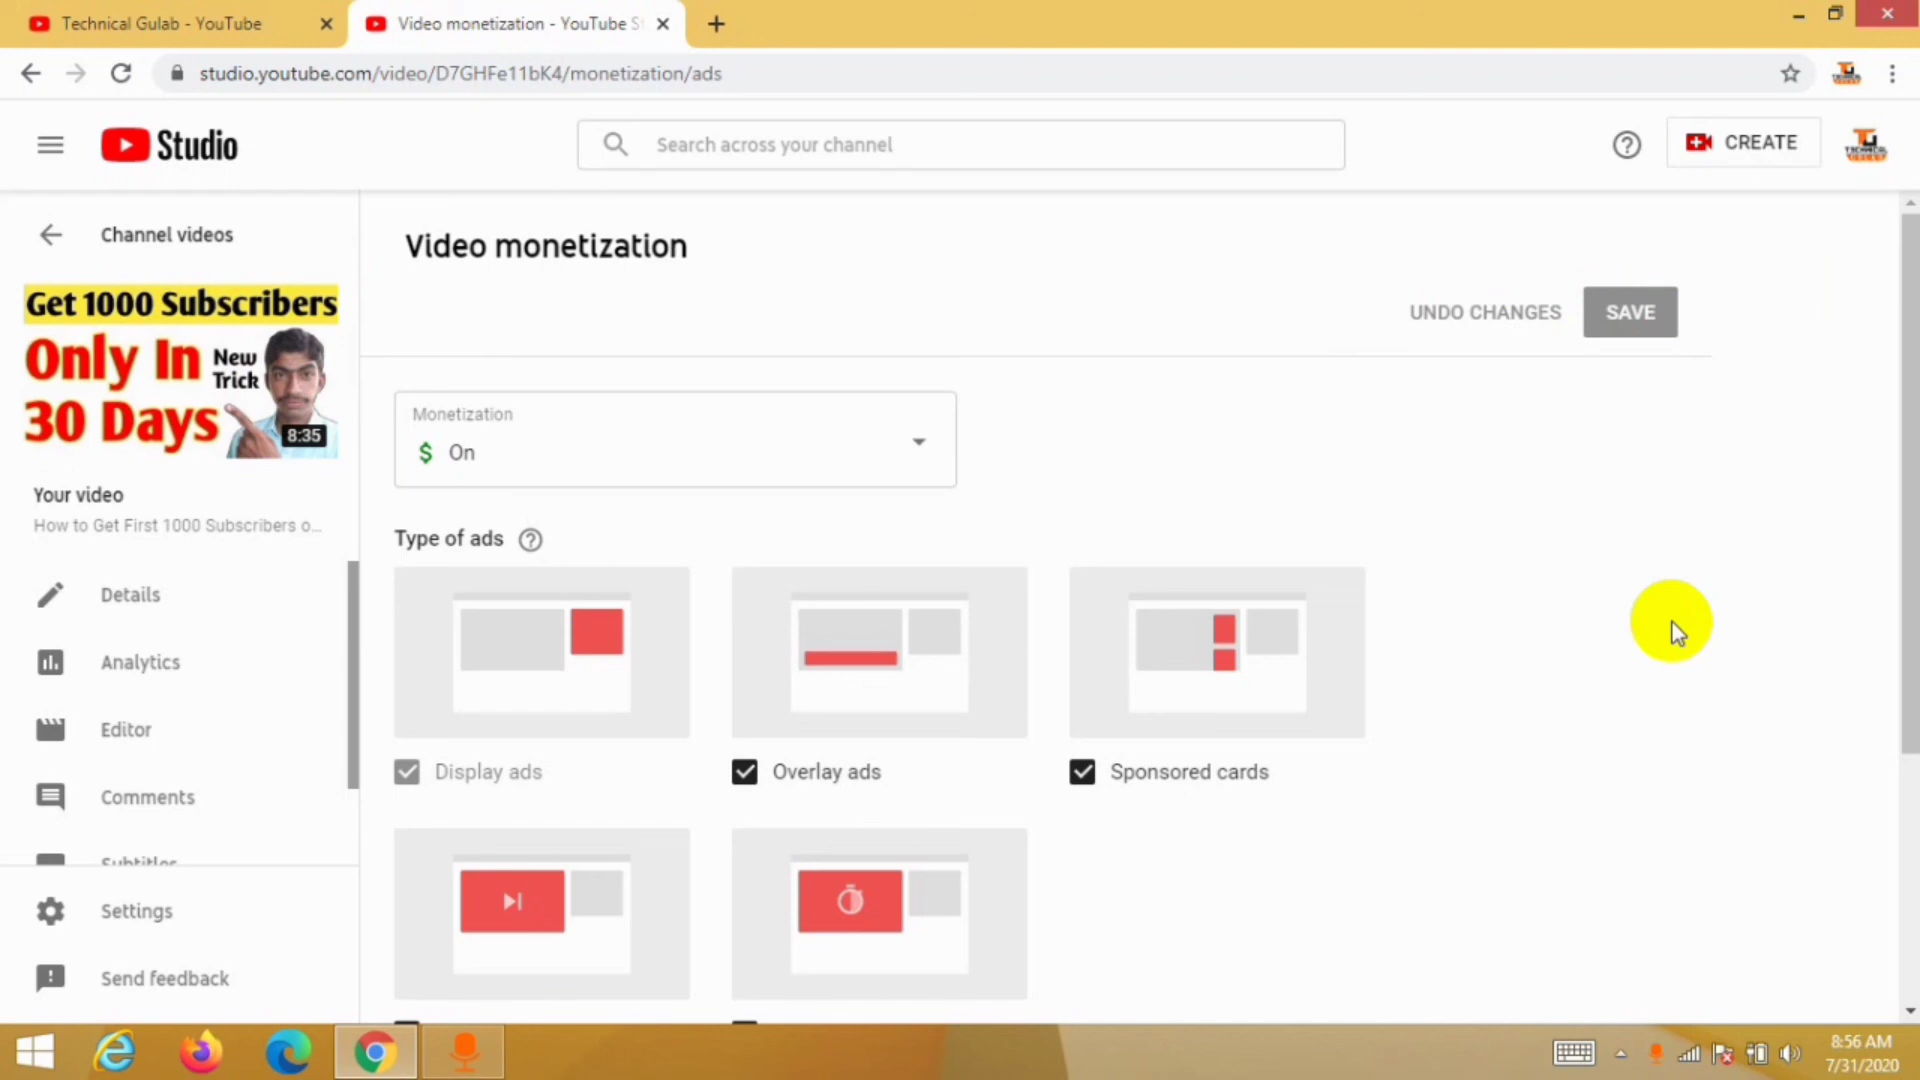 Technical Gulab - YouTube
Video monetization - YouTube S
studio.youtube.com/video/D7GHFe11bK4/monetization/ads
Studio
Search across your channel
CREATE
Channel videos
Video monetization
UNDO CHANGES
SAVE
Get 1000 Subscribers
Only In
New
Trick
30 Days
8:35
Monetization
$ On
Your video
How to Get First 1000 Subscribers o...
Type of ads
Details
Analytics
Editor
Comments
Subtitles
Display ads
Overlay ads
Sponsored cards
Settings
Send feedback
8:56 AM
7/31/2020